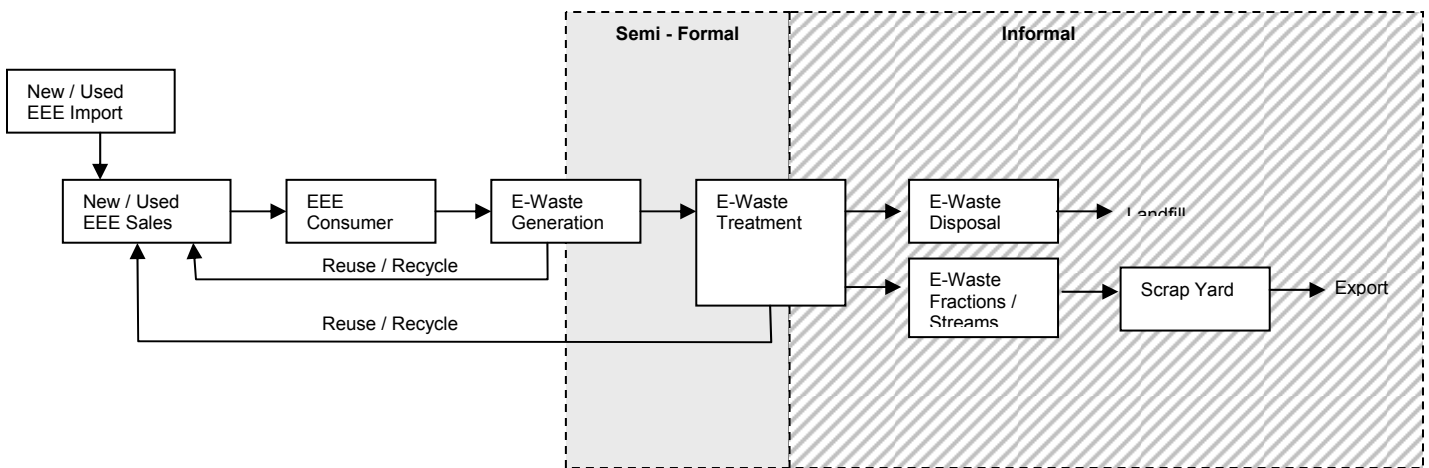 Semi - Formal
Informal
New / Used
EEE Import
New / Used
EEE Sales
EEE
Consumer
E-Waste
Generation
E-Waste
Treatment
E-Waste
Disposal
Landfill
Reuse / Recycle
E-Waste
Fractions /
Streams
Scrap Yard
Export
Reuse / Recycle